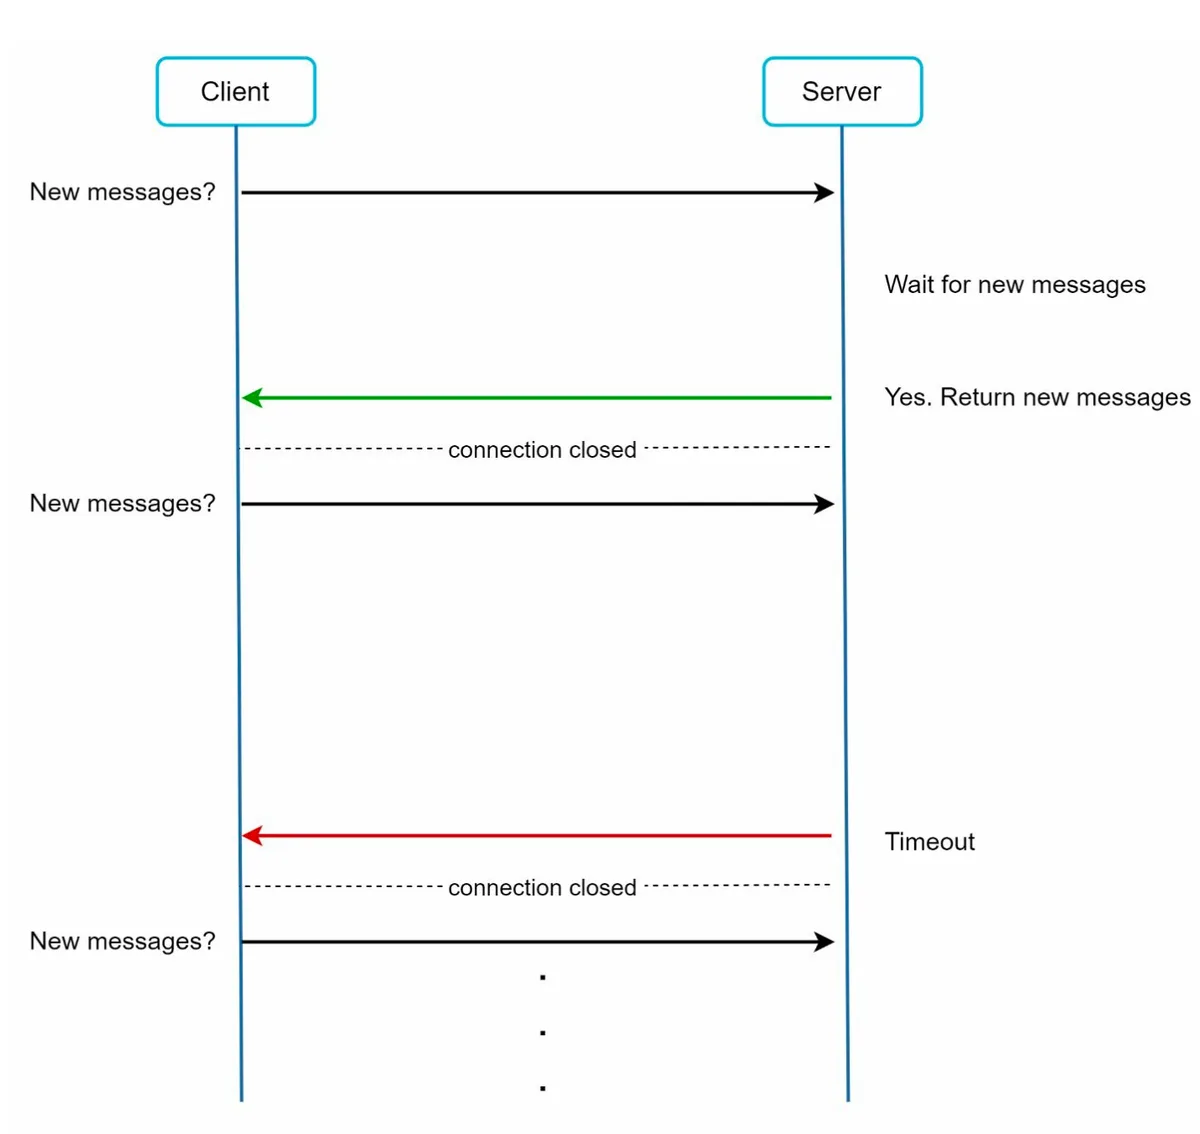 Client
Server
New messages?
Wait for new messages
Yes. Return new messages
connection closed
New messages?
Timeout
connection closed
New messages?